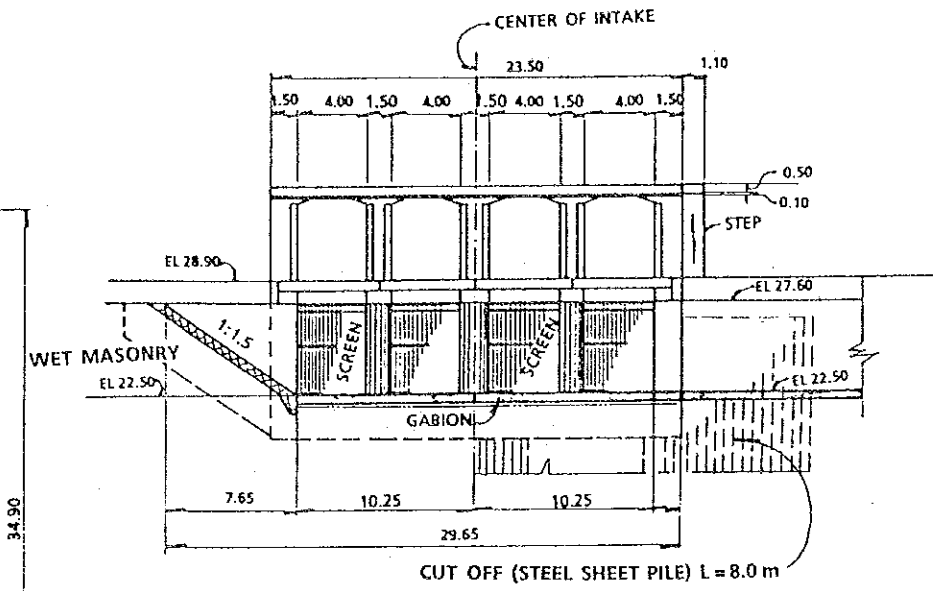 CENTER OF INTAKE
23.50
1.10
1.50 4.00 1.50 4.00 1.50 4.00 1.50 4.00 1.50
0.50
0.10
STEP
EL 28.90
EL 27.60
1:1.5
SCREEN
SCREEN
WET MASONRY
EL 22.50
EL 22.50
GABION
7.65
10.25
10.25
29.65
34.90
CUT OFF (STEEL SHEET PILE) L = 8.0 m